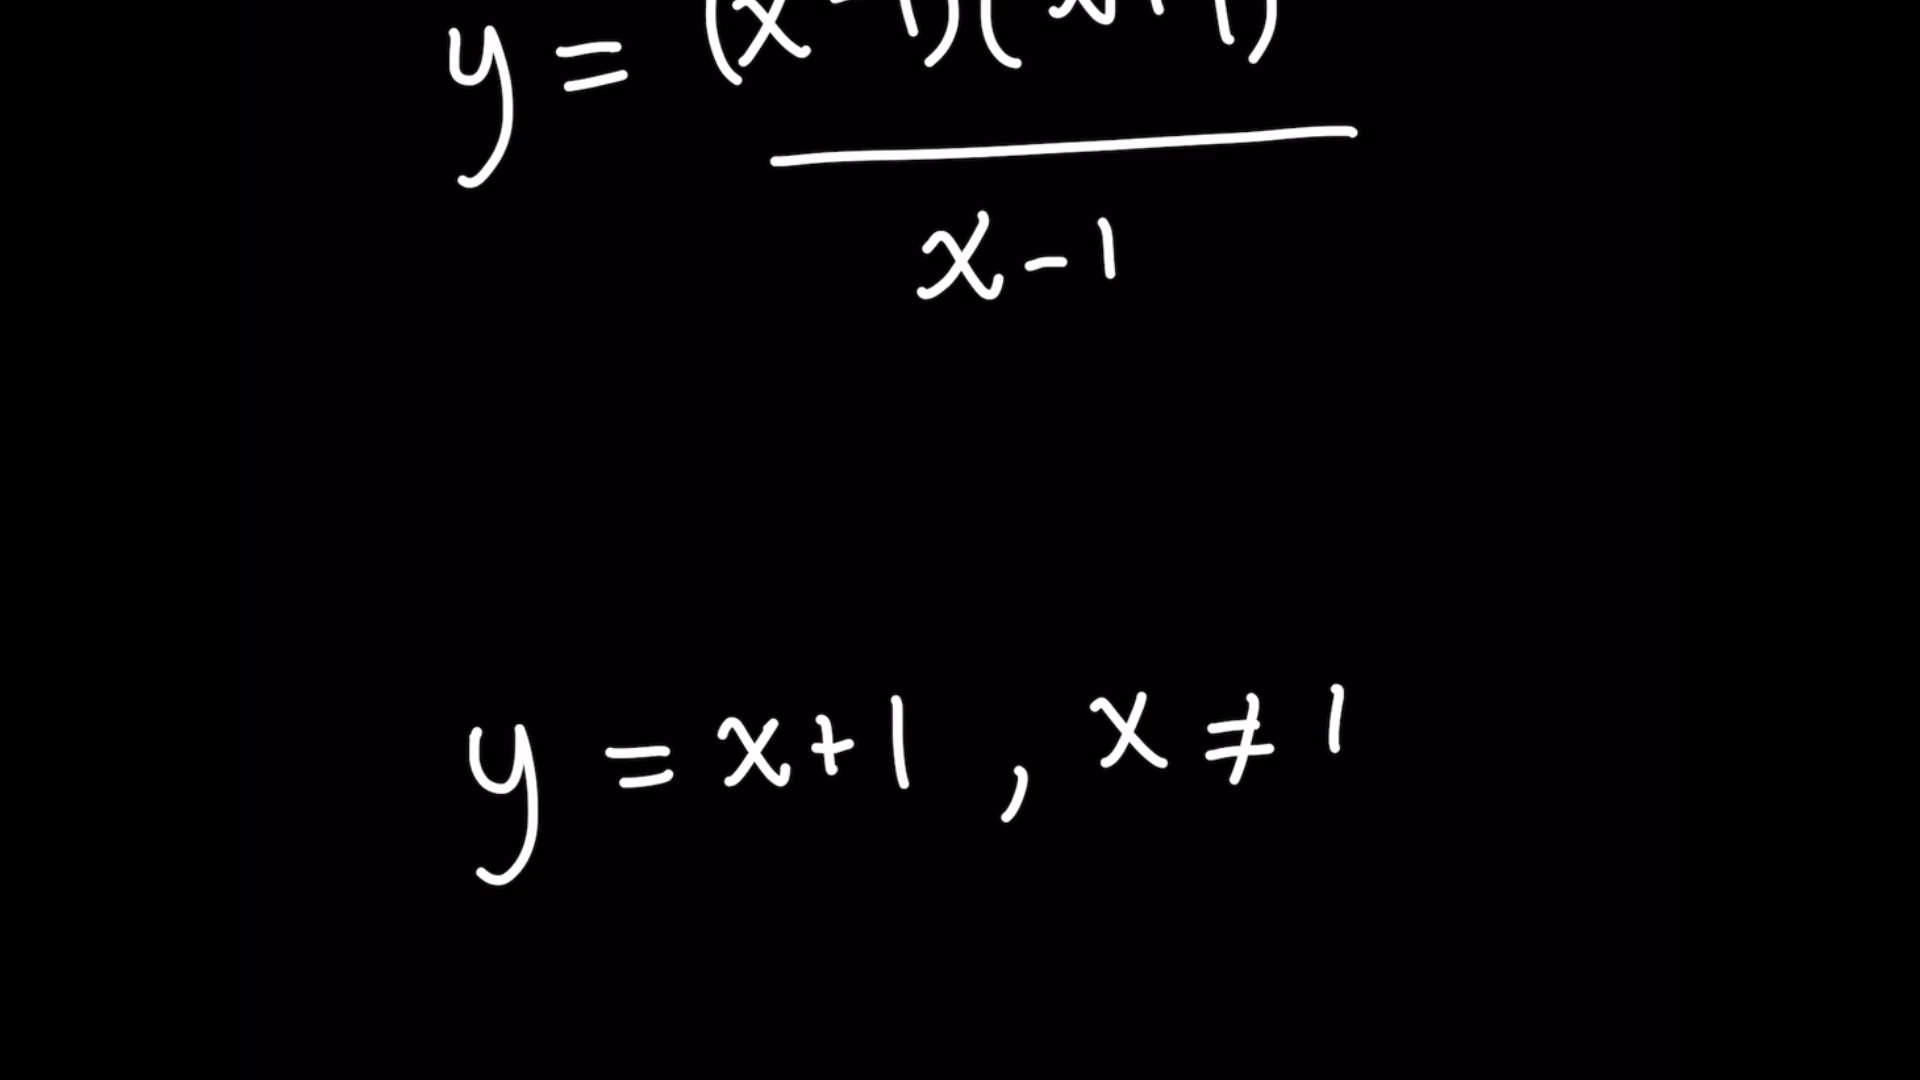 y = (x-1)(x+1)
x-1
y = x+1 , x ≠ 1